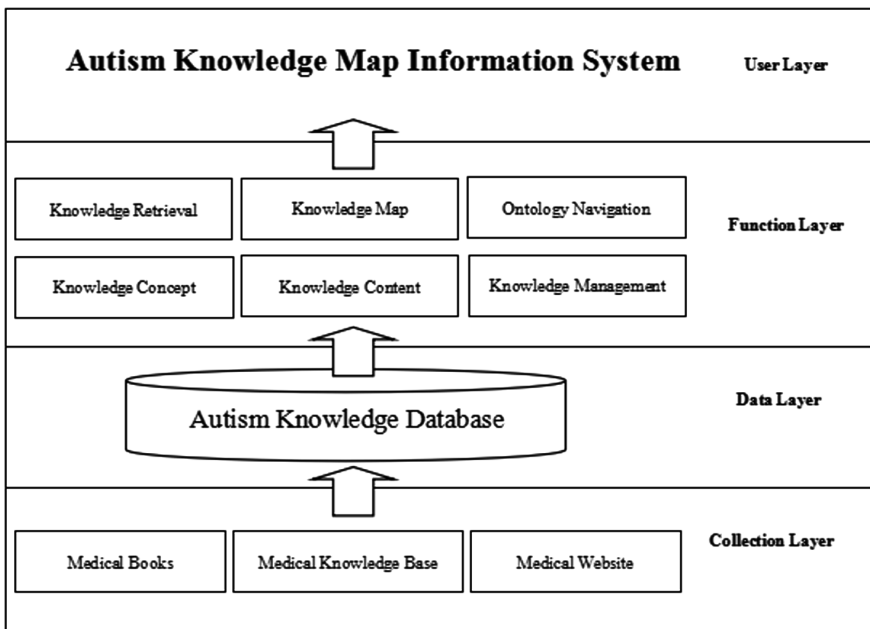 Autism Knowledge Map Information System
User Layer
Knowledge Retrieval
Knowledge Map
Ontology Navigation
Function Layer
Knowledge Concept
Knowledge Content
Knowledge Management
Autism Knowledge Database
Data Layer
Collection Layer
Medical Books
Medical Knowledge Base
Medical Website